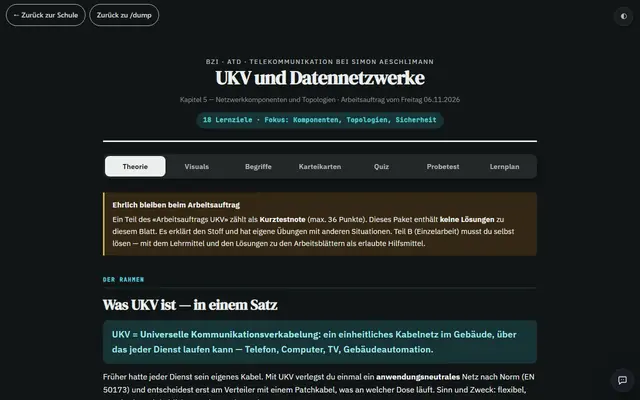 ← Zurück zur Schule
Zurück zu /dump
BZI · ATD · TELEKOMMUNIKATION BEI SIMON AESCHLIMANN
UKV und Datennetzwerke
Kapitel 5 — Netzwerkkomponenten und Topologien · Arbeitsauftrag vom Freitag 06.11.2026
18 Lernziele · Fokus: Komponenten, Topologien, Sicherheit
Theorie
Visuals
Begriffe
Karteikarten
Quiz
Probetest
Lernplan
Ehrlich bleiben beim Arbeitsauftrag
Ein Teil des «Arbeitsauftrags UKV» zählt als Kurztestnote (max. 36 Punkte). Dieses Paket enthält keine Lösungen zu
diesem Blatt. Es erklärt den Stoff und hat eigene Übungen mit anderen Situationen. Teil B (Einzelarbeit) musst du selbst
lösen — mit dem Lehrmittel und den Lösungen zu den Arbeitsblättern als erlaubte Hilfsmittel.
DER RAHMEN
Was UKV ist — in einem Satz
UKV = Universelle Kommunikationsverkabelung: ein einheitliches Kabelnetz im Gebäude, über
das jeder Dienst laufen kann — Telefon, Computer, TV, Gebäudeautomation.
Früher hatte jeder Dienst sein eigenes Kabel. Mit UKV verlegst du einmal ein anwendungsneutrales Netz nach Norm (EN
50173) und entscheidest erst am Verteiler mit einem Patchkabel, was an welcher Dose läuft. Sinn und Zweck: flexibel,